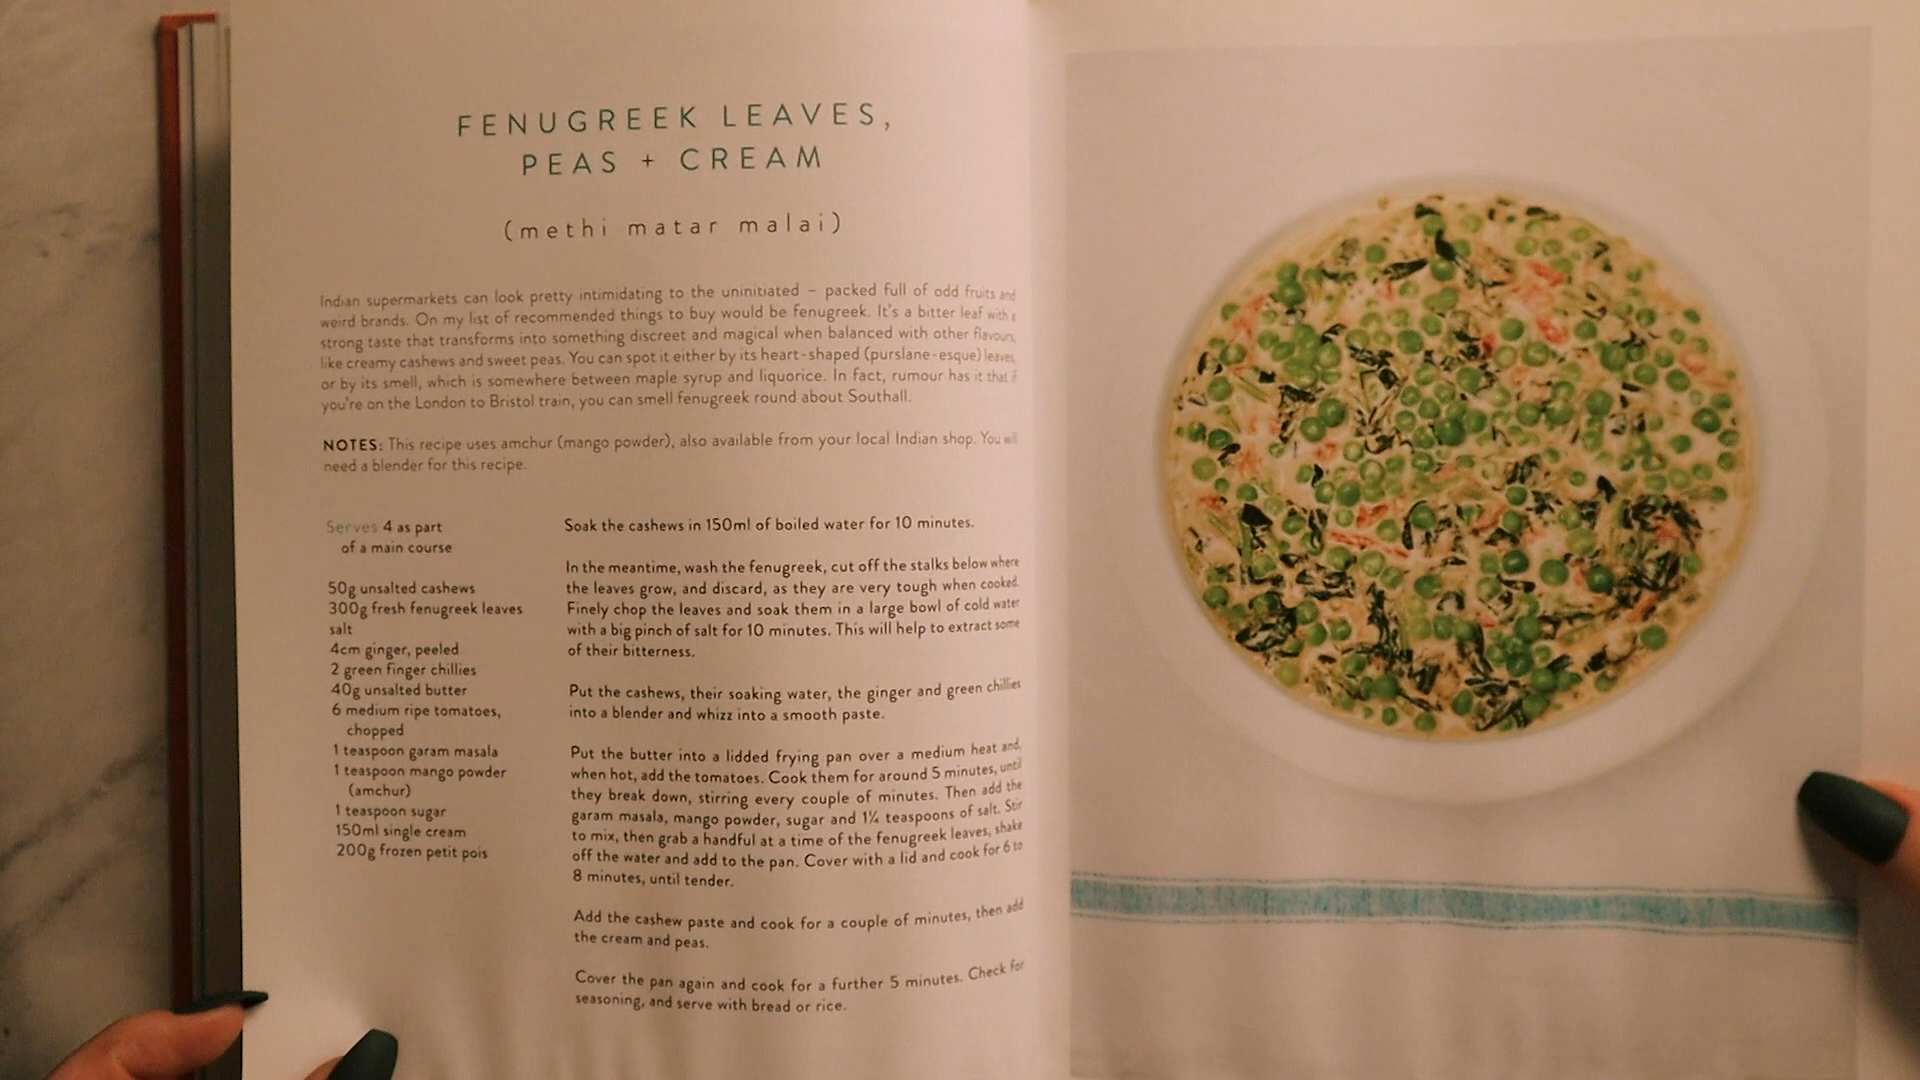 FENUGREEK LEAVES,
PEAS + CREAM
(methi matar malai)
Indian supermarkets can look pretty intimidating to the uninitiated – packed full of odd fruits and
weird brands. On my list of recommended things to buy would be fenugreek. It's a bitter leaf with a
strong taste that transforms into something discreet and magical when balanced with other flavours,
like creamy cashews and sweet peas. You can spot it either by its heart-shaped (purslane-esque) leaves,
or by its smell, which is somewhere between maple syrup and liquorice. In fact, rumour has it that if
you're on the London to Bristol train, you can smell fenugreek round about Southall.
NOTES: This recipe uses amchur (mango powder), also available from your local Indian shop. You will
need a blender for this recipe.
Serves 4 as part
of a main course
50g unsalted cashews
300g fresh fenugreek leaves
salt
4cm ginger, peeled
2 green finger chillies
40g unsalted butter
6 medium ripe tomatoes,
chopped
1 teaspoon garam masala
1 teaspoon mango powder
(amchur)
1 teaspoon sugar
150ml single cream
200g frozen petit pois
Soak the cashews in 150ml of boiled water for 10 minutes.
In the meantime, wash the fenugreek, cut off the stalks below where
the leaves grow, and discard, as they are very tough when cooked.
Finely chop the leaves and soak them in a large bowl of cold water
with a big pinch of salt for 10 minutes. This will help to extract some
of their bitterness.
Put the cashews, their soaking water, the ginger and green chillies
into a blender and whizz into a smooth paste.
Put the butter into a lidded frying pan over a medium heat and,
when hot, add the tomatoes. Cook them for around 5 minutes, until
they break down, stirring every couple of minutes. Then add the
garam masala, mango powder, sugar and 1¼ teaspoons of salt. Stir
to mix, then grab a handful at a time of the fenugreek leaves, shake
off the water and add to the pan. Cover with a lid and cook for 6 to
8 minutes, until tender.
Add the cashew paste and cook for a couple of minutes, then add
the cream and peas.
Cover the pan again and cook for a further 5 minutes. Check for
seasoning, and serve with bread or rice.